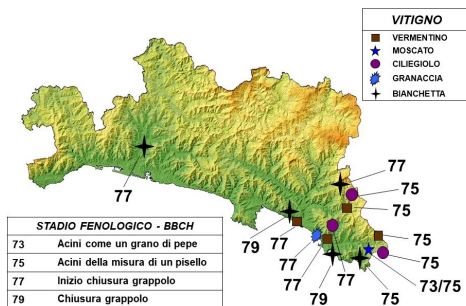 VITIGNO
VERMENTINO
MOSCATO
CILIEGIOLO
GRANACCIA
BIANCHETTA
77
77
75
75
79
77
75
77
75
77
79
73/75
75
STADIO FENOLOGICO - BBCH
73 Acini come un grano di pepe
75 Acini della misura di un pisello
77 Inizio chiusura grappolo
79 Chiusura grappolo